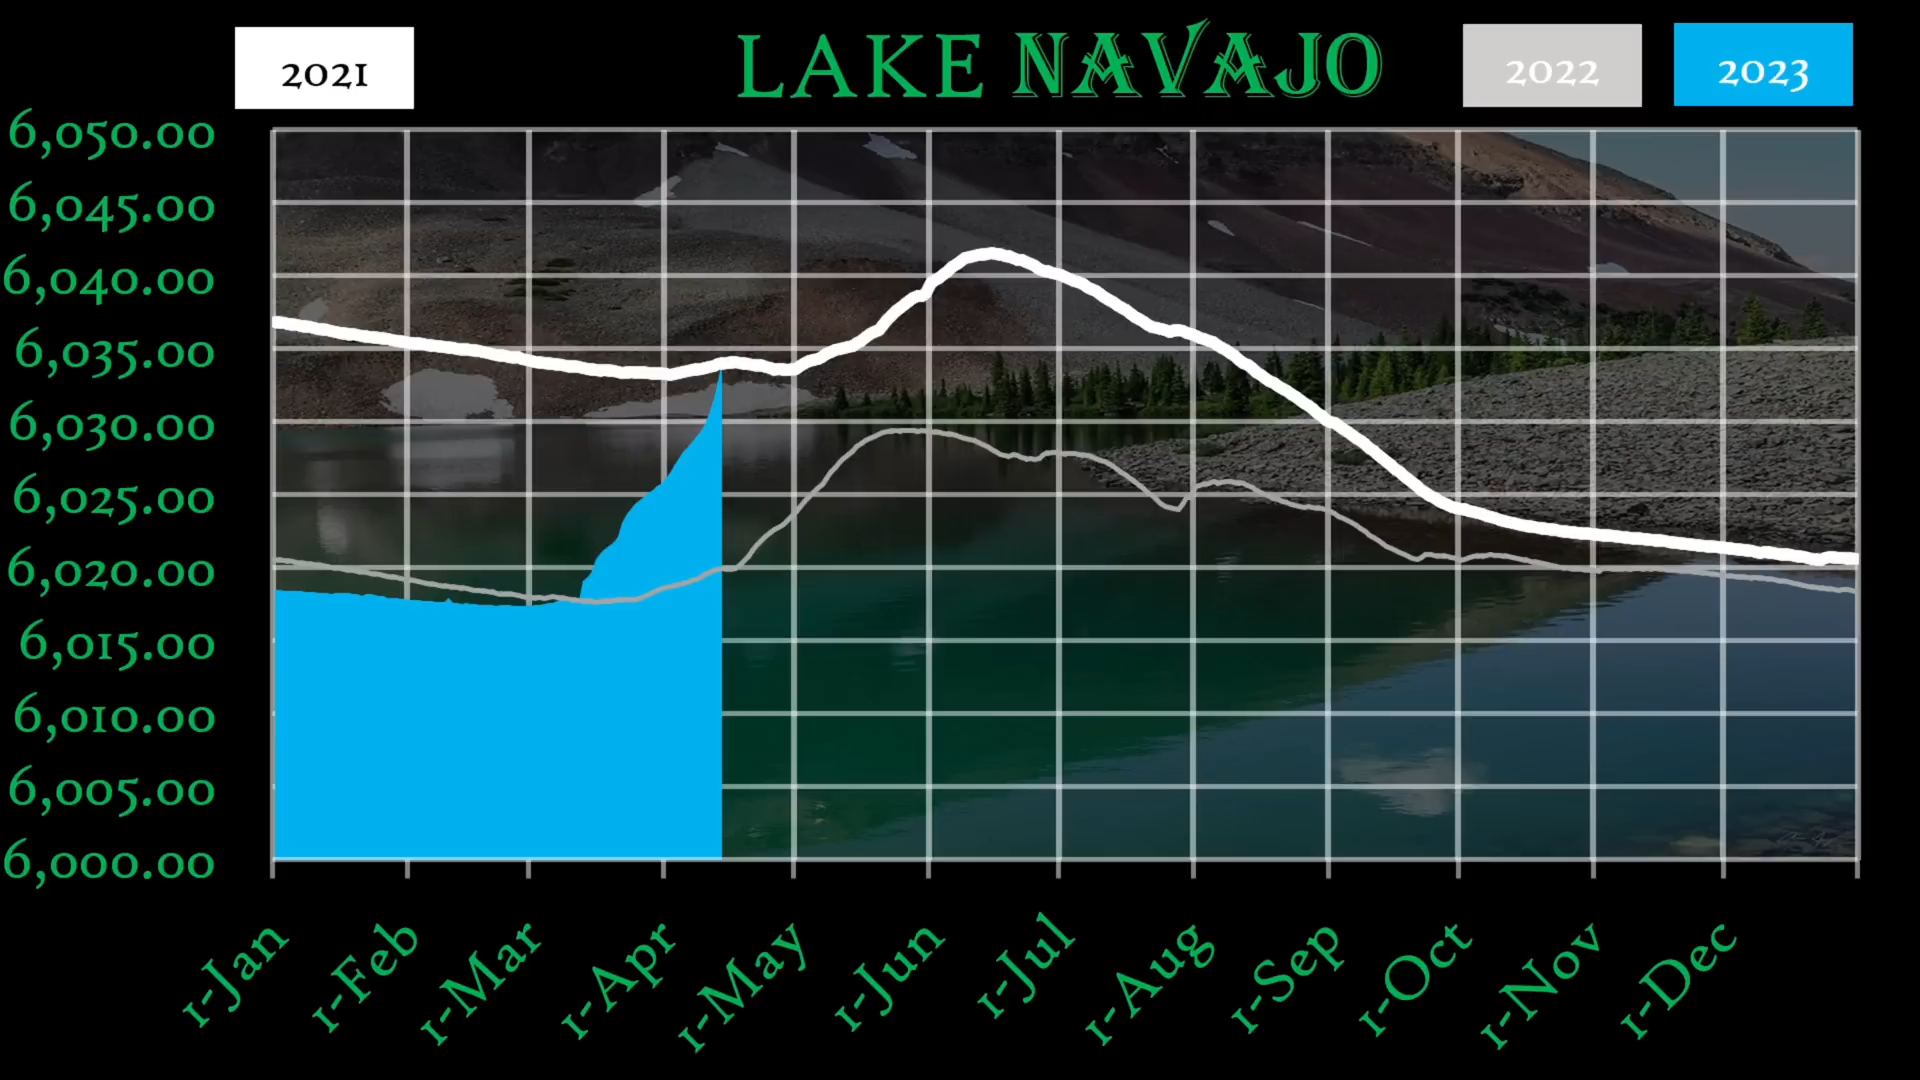 2021
LAKE NAVAJO
2022
2023
6,050.00
6,045.00
6,040.00
6,035.00
6,030.00
6,025.00
6,020.00
6,015.00
6,010.00
6,005.00
6,000.00
1-Jan
1-Feb
1-Mar
1-Apr
1-May
1-Jun
1-Jul
1-Aug
1-Sep
1-Oct
1-Nov
1-Dec